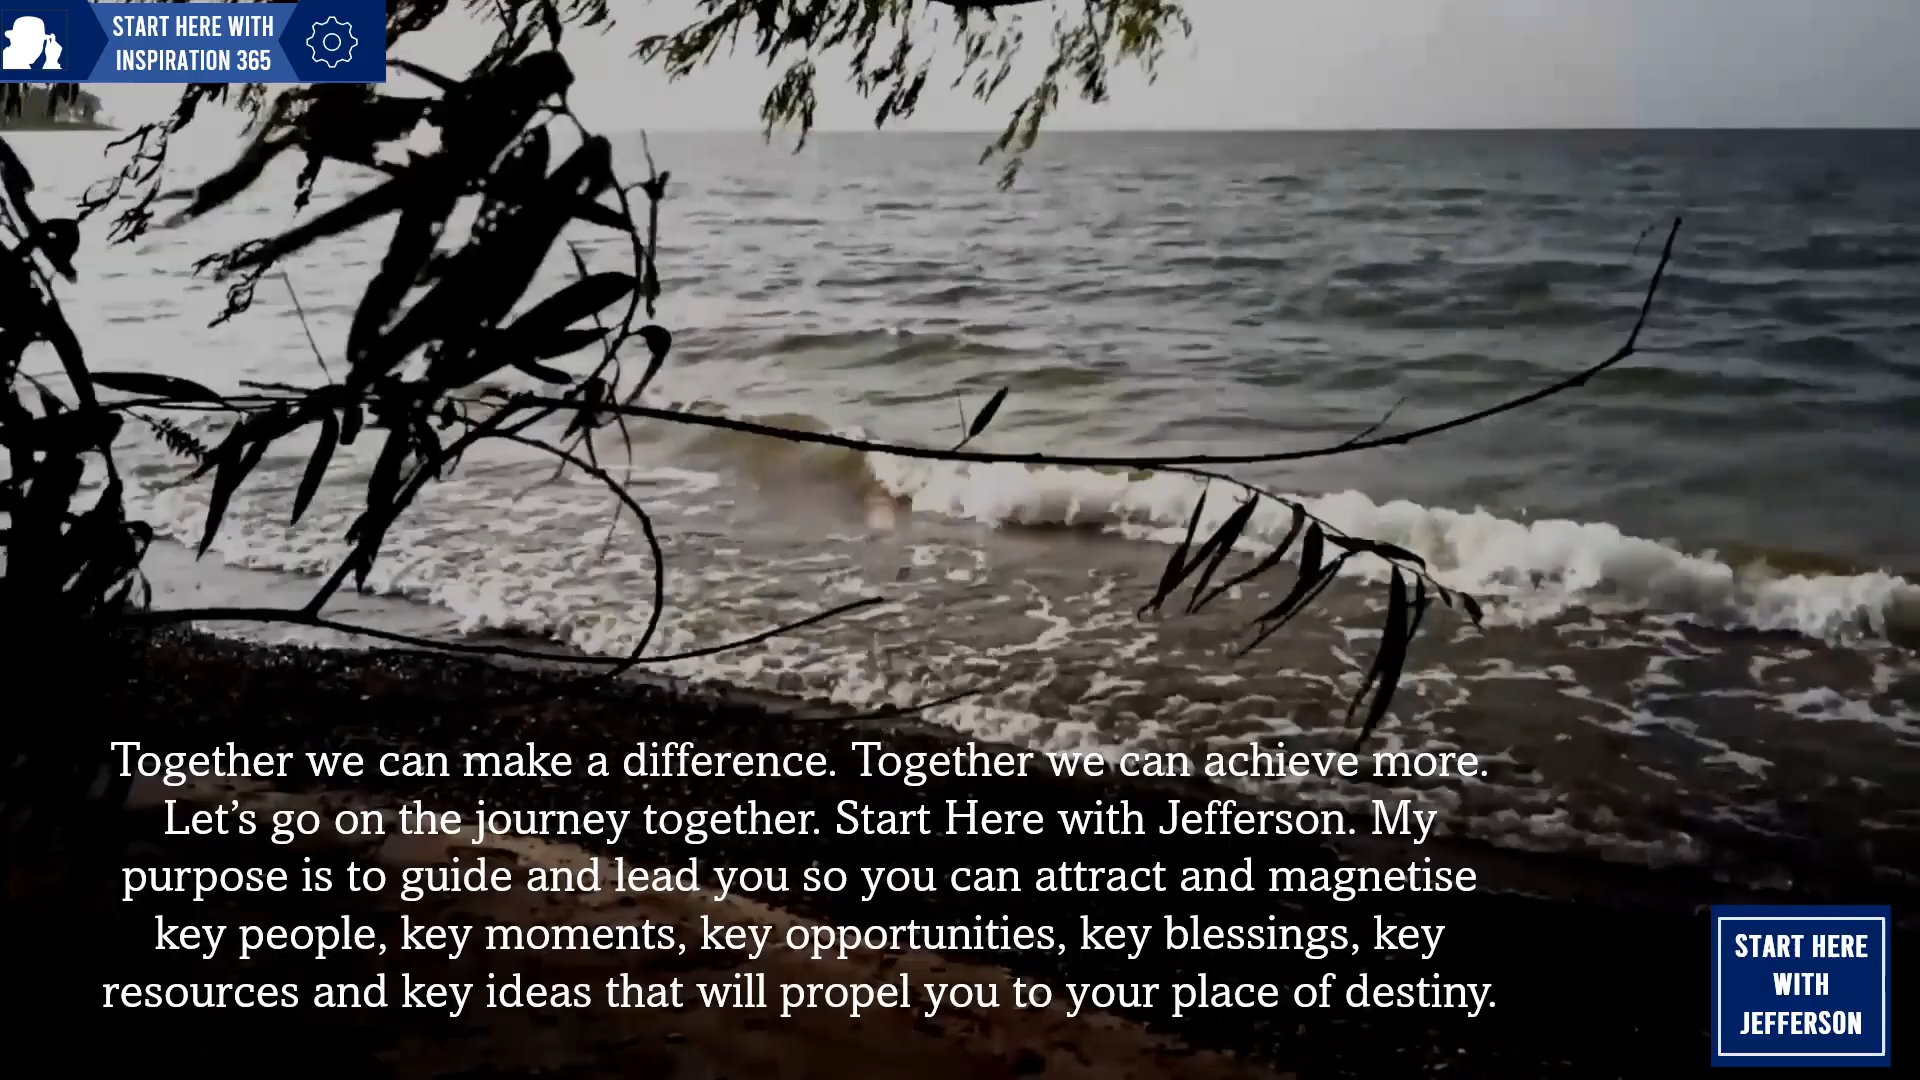 START HERE WITH
INSPIRATION 365
Together we can make a difference. Together we can achieve more.
Let’s go on the journey together. Start Here with Jefferson. My
purpose is to guide and lead you so you can attract and magnetise
key people, key moments, key opportunities, key blessings, key
resources and key ideas that will propel you to your place of destiny.
START HERE
WITH
JEFFERSON